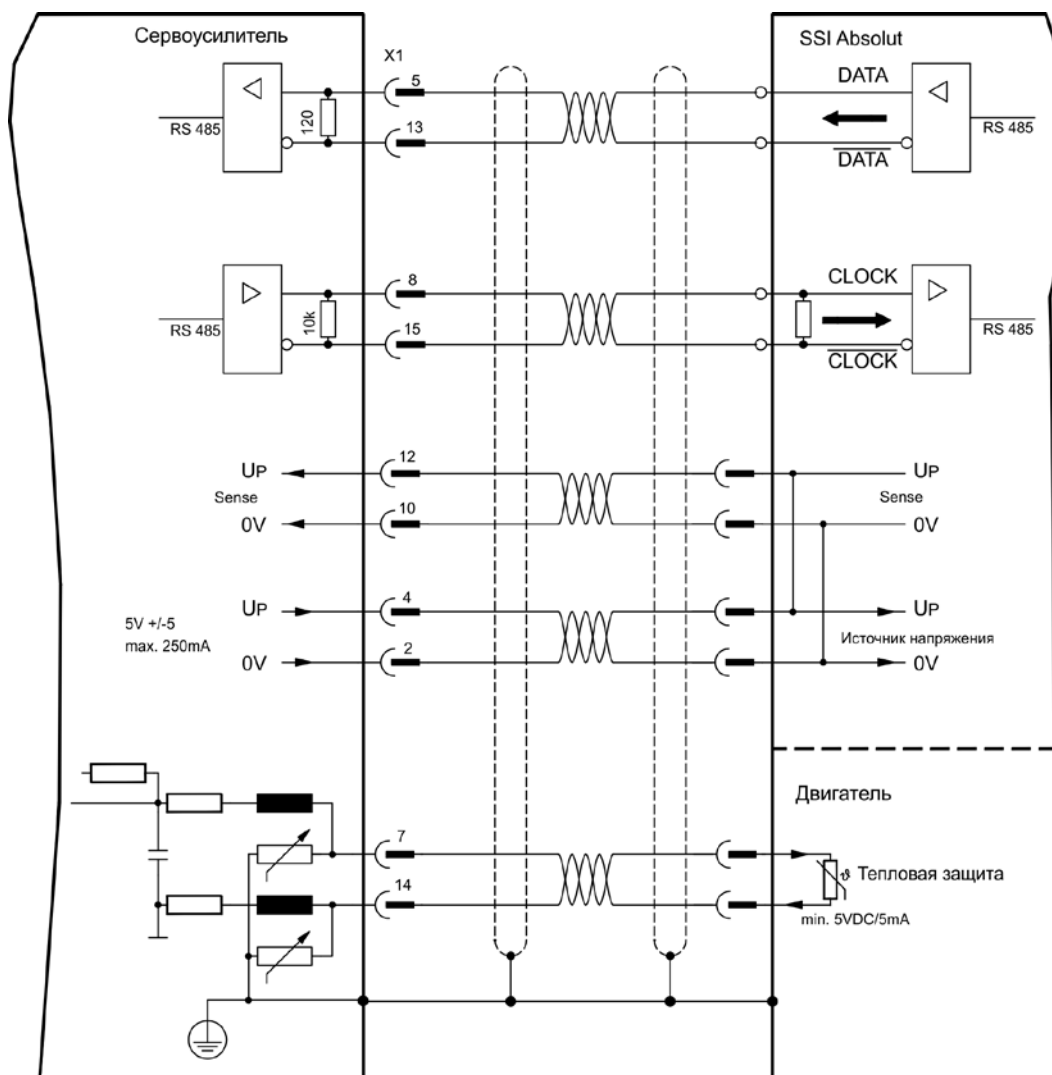 Сервоусилитель
X1
SSI Absolut
5
DATA
RS 485
120
13
DATA
RS 485
8
CLOCK
RS 485
10k
15
CLOCK
RS 485
12
UP
UP
Sense
Sense
10
0V
0V
4
UP
UP
5V +/-5
max. 250mA
Источник напряжения
2
0V
0V
Двигатель
7
ϑ Тепловая защита
14
min. 5VDC/5mA